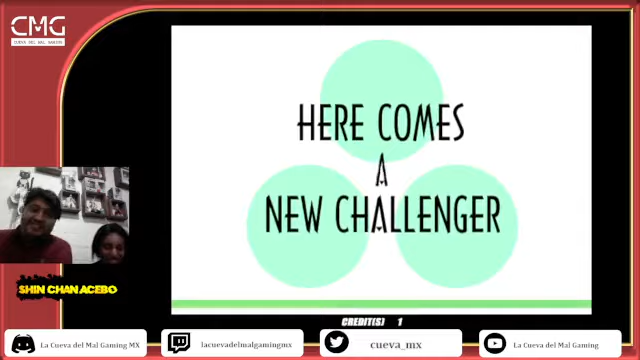 CMG
CUEVA DEL MAL GAMING
HERE COMES
A
NEW CHALLENGER
SHIN CHAN ACEBO
CREDIT(S) 1
La Cueva del Mal Gaming MX
lacuevadelmalgamingmx
cueva_mx
La Cueva del Mal Gaming